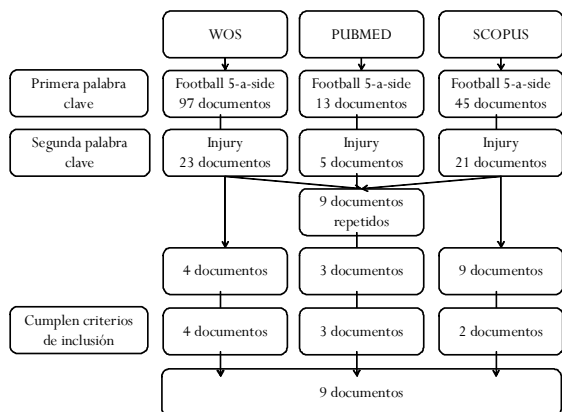 WOS
PUBMED
SCOPUS
Primera palabra
clave
Football 5-a-side
97 documentos
Football 5-a-side
13 documentos
Football 5-a-side
45 documentos
Segunda palabra
clave
Injury
23 documentos
Injury
5 documentos
Injury
21 documentos
9 documentos
repetidos
4 documentos
3 documentos
9 documentos
Cumplen criterios
de inclusión
4 documentos
3 documentos
2 documentos
9 documentos